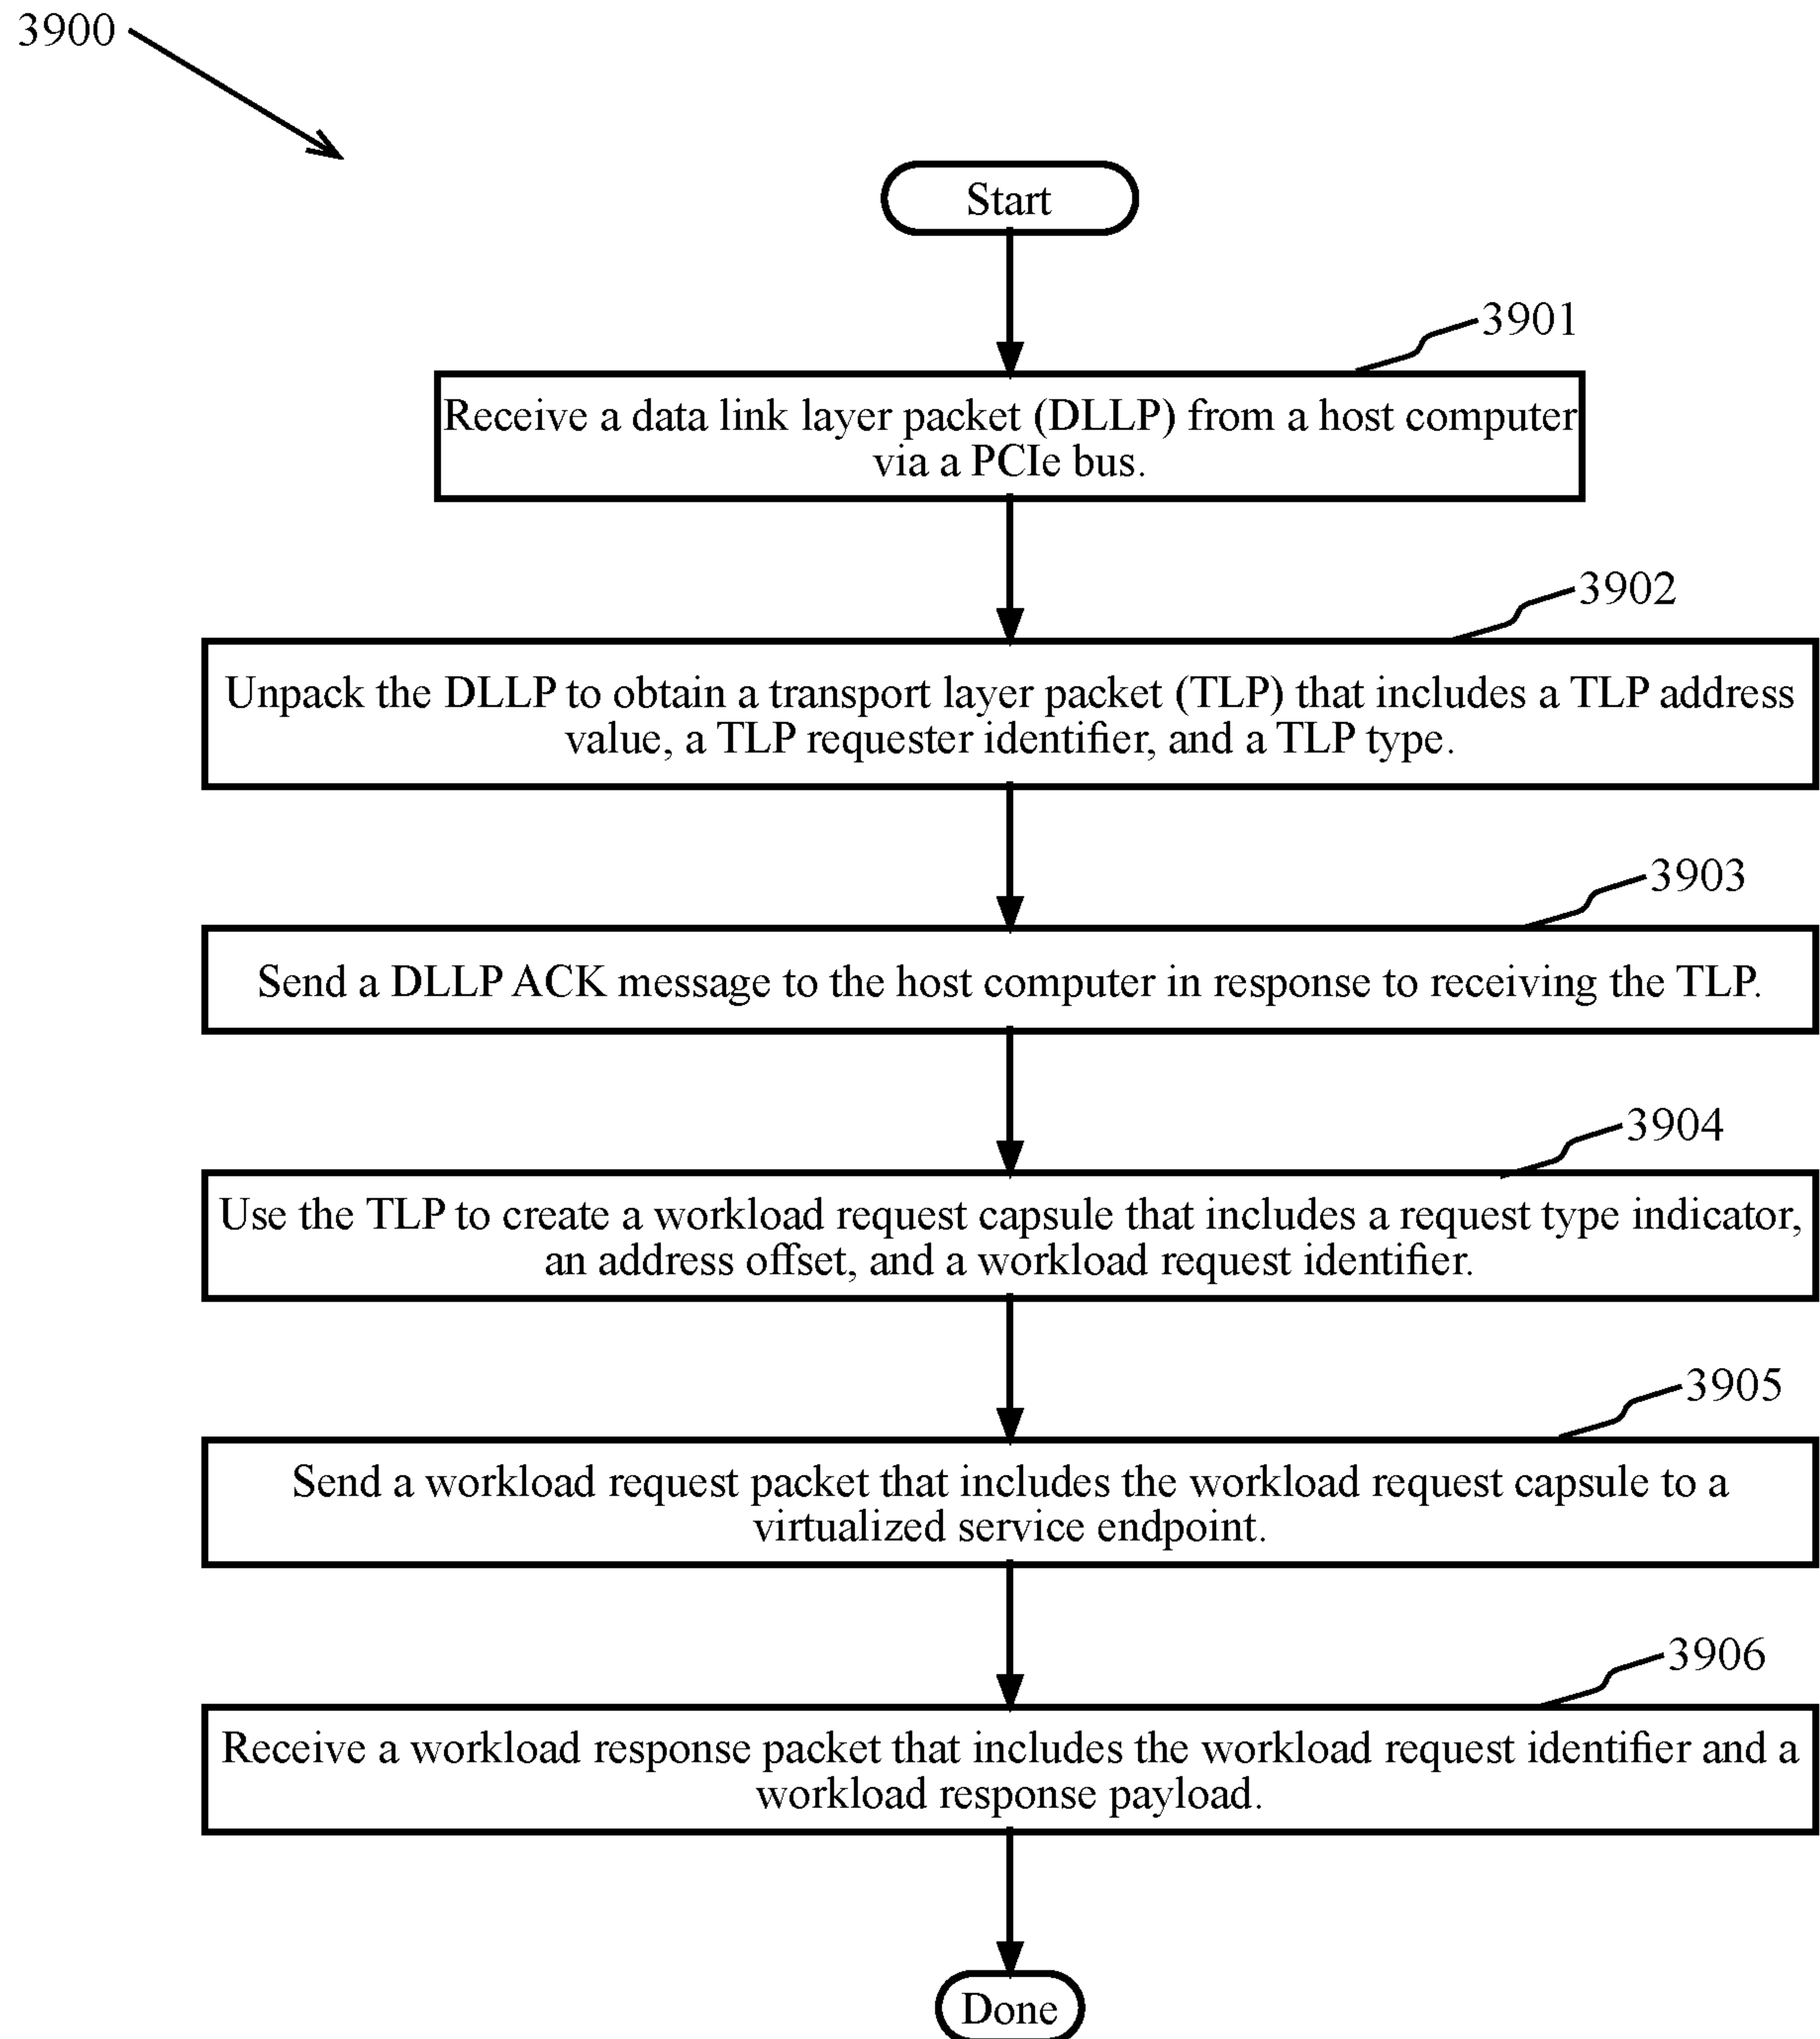 3900
Start
3901
Receive a data link layer packet (DLLP) from a host computer
via a PCIe bus.
3902
Unpack the DLLP to obtain a transport layer packet (TLP) that includes a TLP address
value, a TLP requester identifier, and a TLP type.
3903
Send a DLLP ACK message to the host computer in response to receiving the TLP.
3904
Use the TLP to create a workload request capsule that includes a request type indicator,
an address offset, and a workload request identifier.
3905
Send a workload request packet that includes the workload request capsule to a
virtualized service endpoint.
3906
Receive a workload response packet that includes the workload request identifier and a
workload response payload.
Done